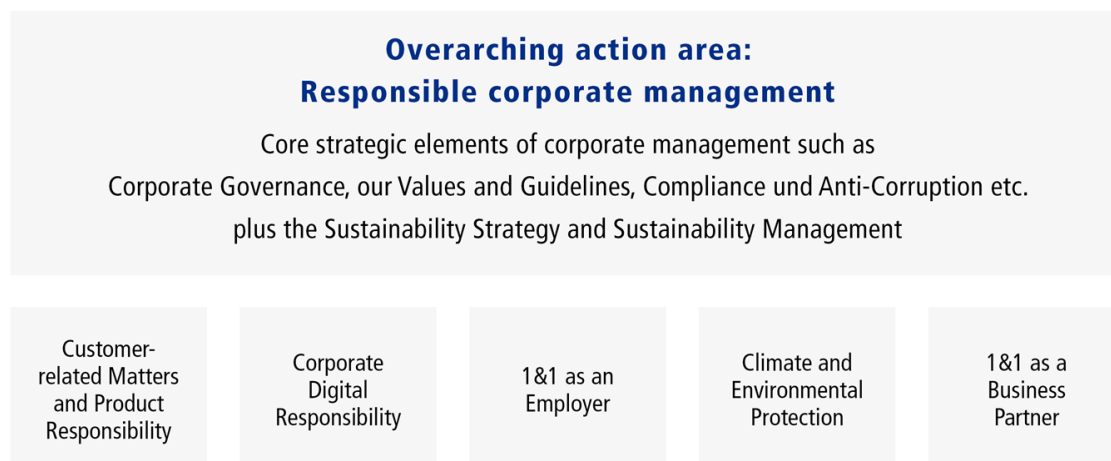 Overarching action area:
Responsible corporate management
Core strategic elements of corporate management such as
Corporate Governance, our Values and Guidelines, Compliance und Anti-Corruption etc.
plus the Sustainability Strategy and Sustainability Management
Customer-
related Matters
and Product
Responsibility
Corporate
Digital
Responsibility
1&1 as an
Employer
Climate and
Environmental
Protection
1&1 as a
Business
Partner